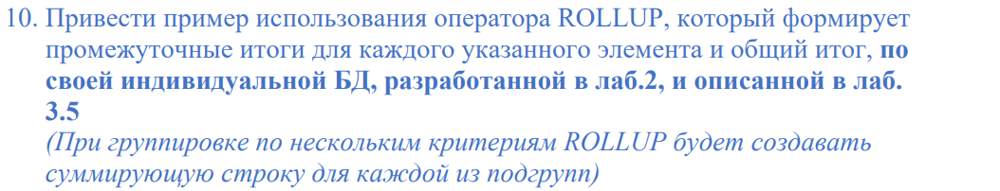 10. Привести пример использования оператора ROLLUP, который формирует
промежуточные итоги для каждого указанного элемента и общий итог, по
своей индивидуальной БД, разработанной в лаб.2, и описанной в лаб.
3.5
(При группировке по нескольким критериям ROLLUP будет создавать
суммирующую строку для каждой из подгрупп)